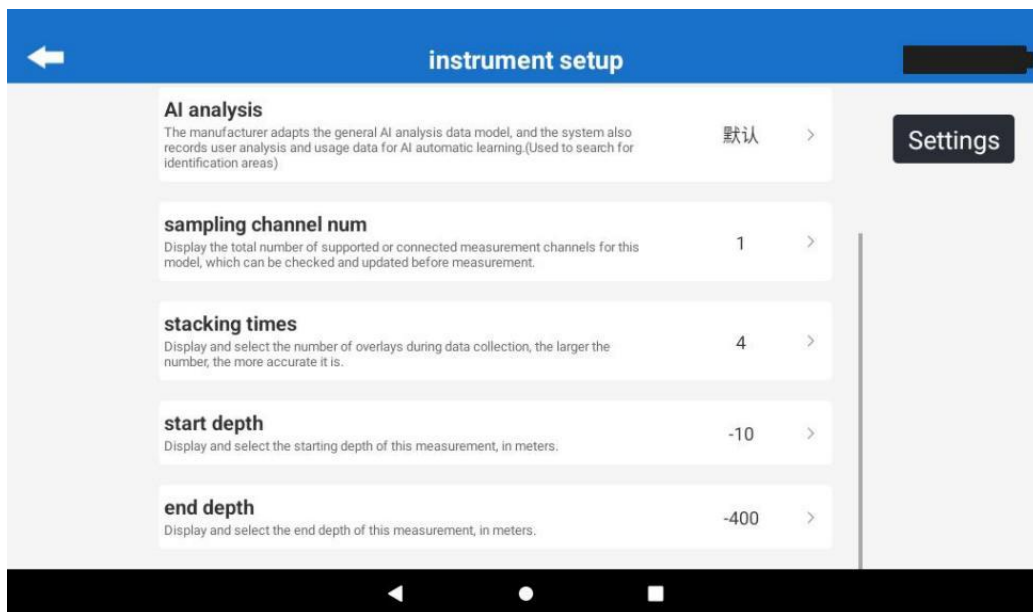 instrument setup
AI analysis
The manufacturer adapts the general AI analysis data model, and the system also
records user analysis and usage data for AI automatic learning.(Used to search for
identification areas)
默认
Settings
sampling channel num
Display the total number of supported or connected measurement channels for this
model, which can be checked and updated before measurement.
1
stacking times
Display and select the number of overlays during data collection, the larger the
number, the more accurate it is.
4
start depth
Display and select the starting depth of this measurement, in meters.
-10
end depth
Display and select the end depth of this measurement, in meters.
-400